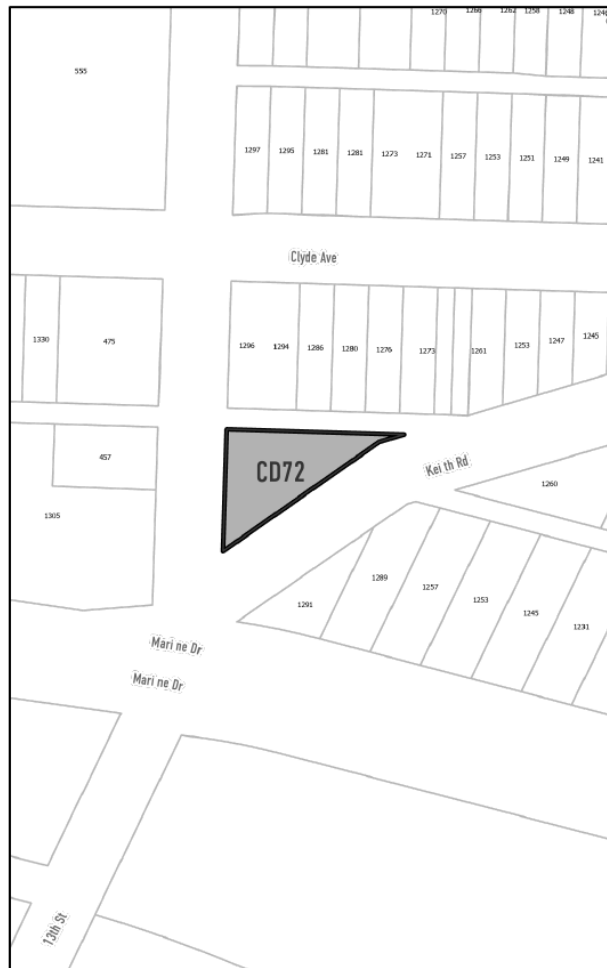 1270 1266 1262 1258 1248
555
1297 1295 1281 1281 1273 1271 1257 1253 1251 1249 1241
Clyde Ave
1330 475 1296 1294 1286 1280 1276 1273 1261 1253 1247 1245
457
CD72
Kei th Rd
1305
1260
1291 1289 1257 1253 1245 1231
Mari ne Dr
Mari ne Dr
13th St